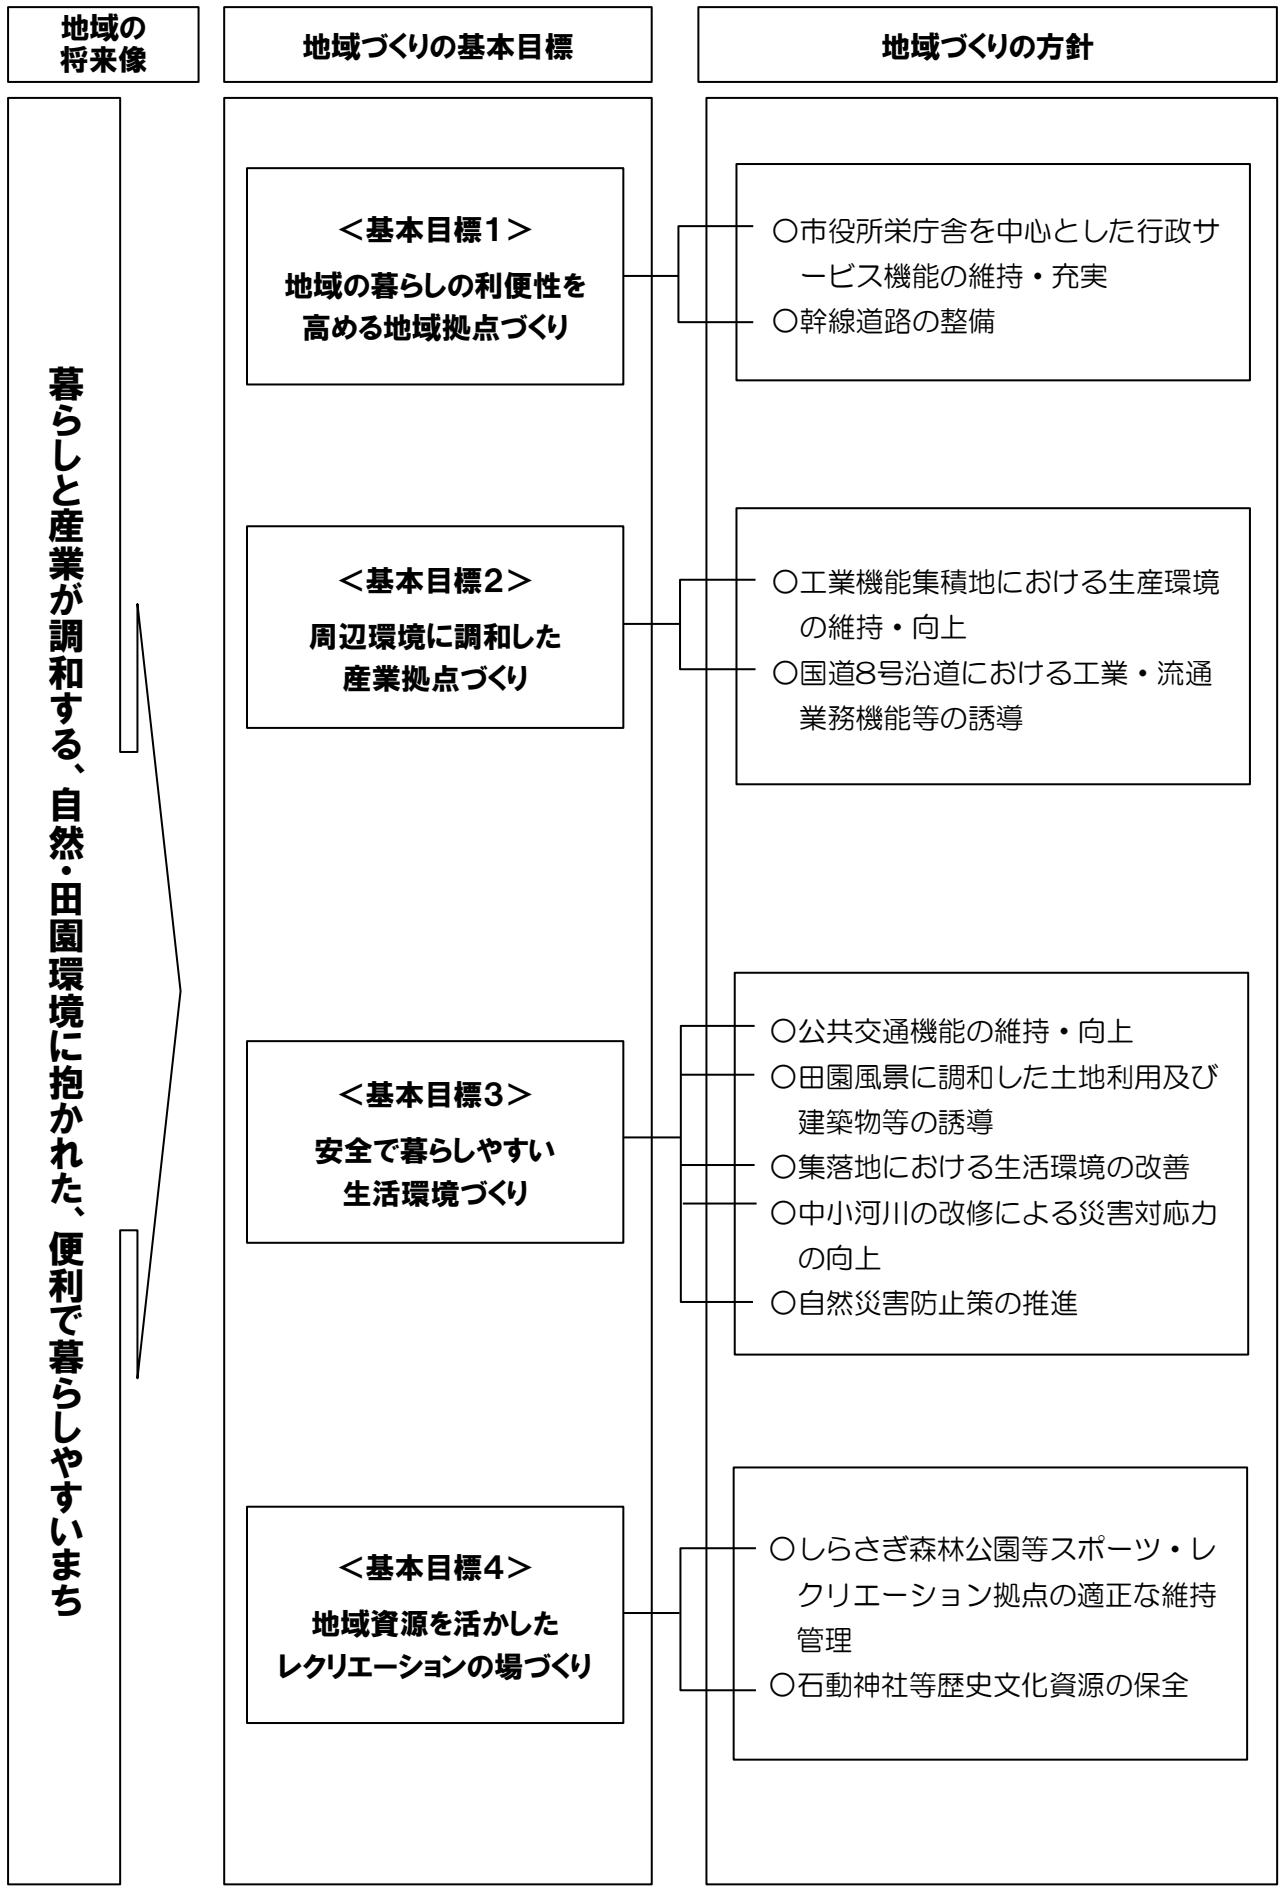 地域の
将来像
地域づくりの基本目標
地域づくりの方針
暮らしと産業が調和する、自然・田園環境に抱かれた、便利で暮らしやすいまち
＜基本目標１＞
地域の暮らしの利便性を
高める地域拠点づくり
○市役所栄庁舎を中心とした行政サ
ービス機能の維持・充実
○幹線道路の整備
＜基本目標２＞
周辺環境に調和した
産業拠点づくり
○工業機能集積地における生産環境
の維持・向上
○国道8号沿道における工業・流通
業務機能等の誘導
＜基本目標３＞
安全で暮らしやすい
生活環境づくり
○公共交通機能の維持・向上
○田園風景に調和した土地利用及び
建築物等の誘導
○集落地における生活環境の改善
○中小河川の改修による災害対応力
の向上
○自然災害防止策の推進
＜基本目標４＞
地域資源を活かした
レクリエーションの場づくり
○しらさぎ森林公園等スポーツ・レ
クリエーション拠点の適正な維持
管理
○石動神社等歴史文化資源の保全